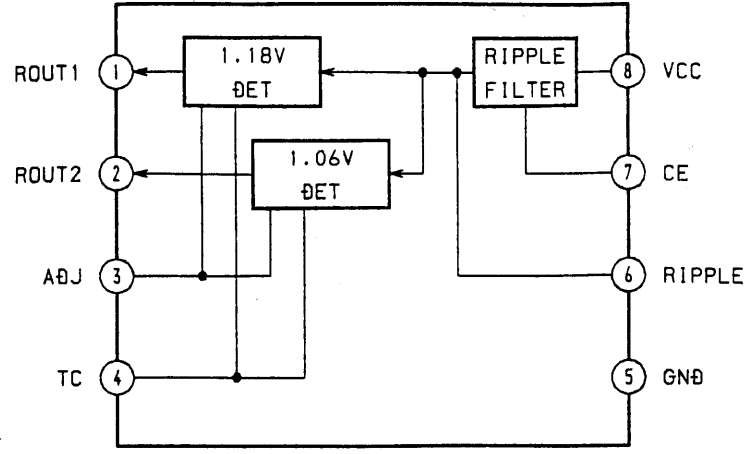 ROUT1
1
1.18V
DET
RIPPLE
FILTER
8
VCC
ROUT2
2
1.06V
DET
7
CE
ADJ
3
6
RIPPLE
TC
4
5
GND